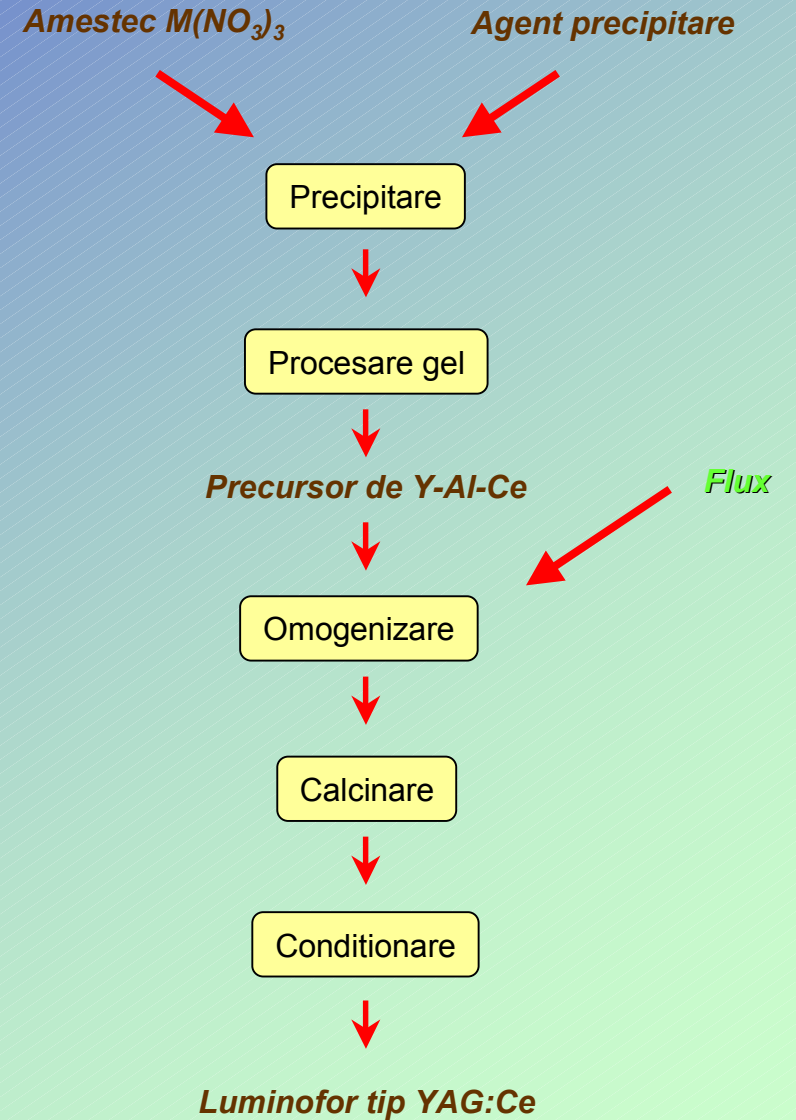 Amestec M(NO3)3
Agent precipitare
Precipitare
Procesare gel
Precursor de Y-Al-Ce
Flux
Omogenizare
Calcinare
Conditionare
Luminofor tip YAG:Ce